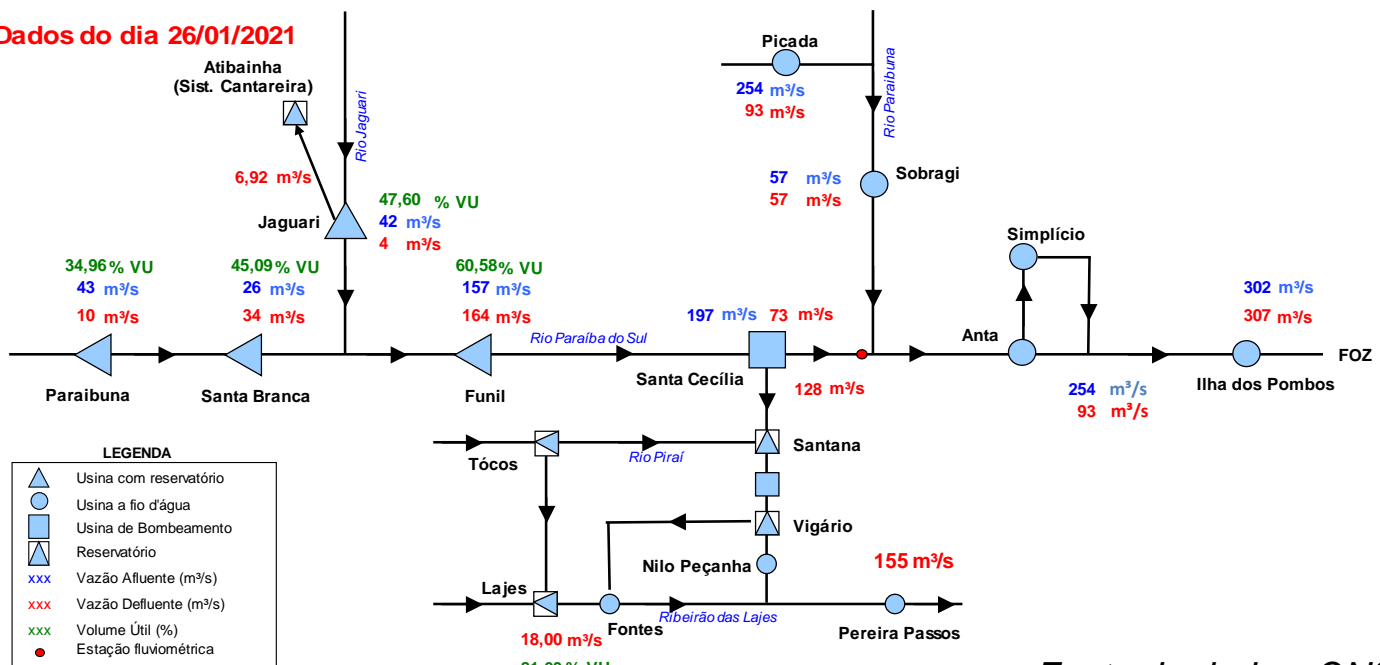 Dados do dia 26/01/2021
Atibainha
(Sist. Cantareira)
Rio Jaguari
6,92 m³/s
Jaguari
47,60 % VU
42 m³/s
4 m³/s
Picada
254 m³/s
93 m³/s
Rio Paraibuna
57 m³/s
57 m³/s
Sobragi
34,96 % VU
43 m³/s
10 m³/s
Paraibuna
45,09 % VU
26 m³/s
34 m³/s
Santa Branca
60,58 % VU
157 m³/s
164 m³/s
Funil
Rio Paraíba do Sul
197 m³/s 73 m³/s
Santa Cecília
128 m³/s
Simplício
Anta
254 m³/s
93 m³/s
302 m³/s
307 m³/s
Ilha dos Pombos
FOZ
Tócos
Rio Piraí
Santana
Vigário
Nilo Peçanha
155 m³/s
Lajes
Fontes
Ribeirão das Lajes
Pereira Passos
18,00 m³/s
LEGENDA
Usina com reservatório
Usina a fio d'água
Usina de Bombeamento
Reservatório
xxx Vazão Afluente (m³/s)
xxx Vazão Defluente (m³/s)
xxx Volume Útil (%)
Estação fluviométrica